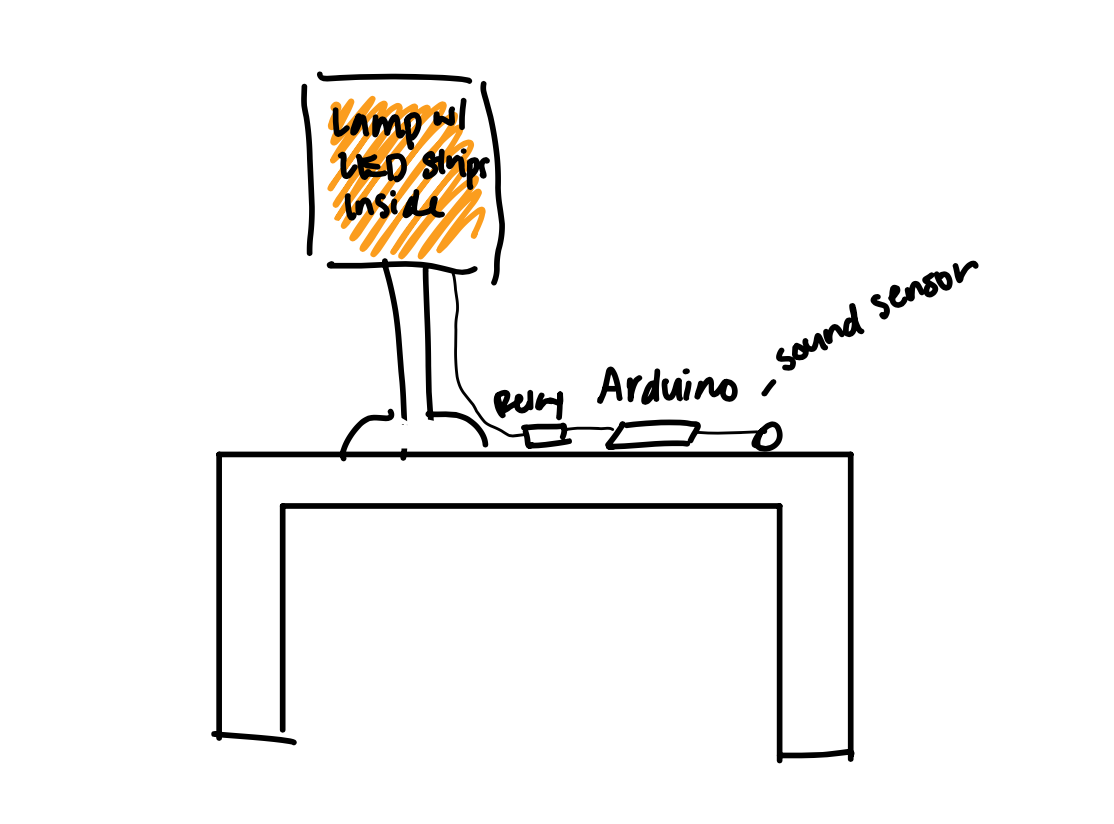 Lamp w/
LED strips
Inside
Relay
Arduino
sound sensor